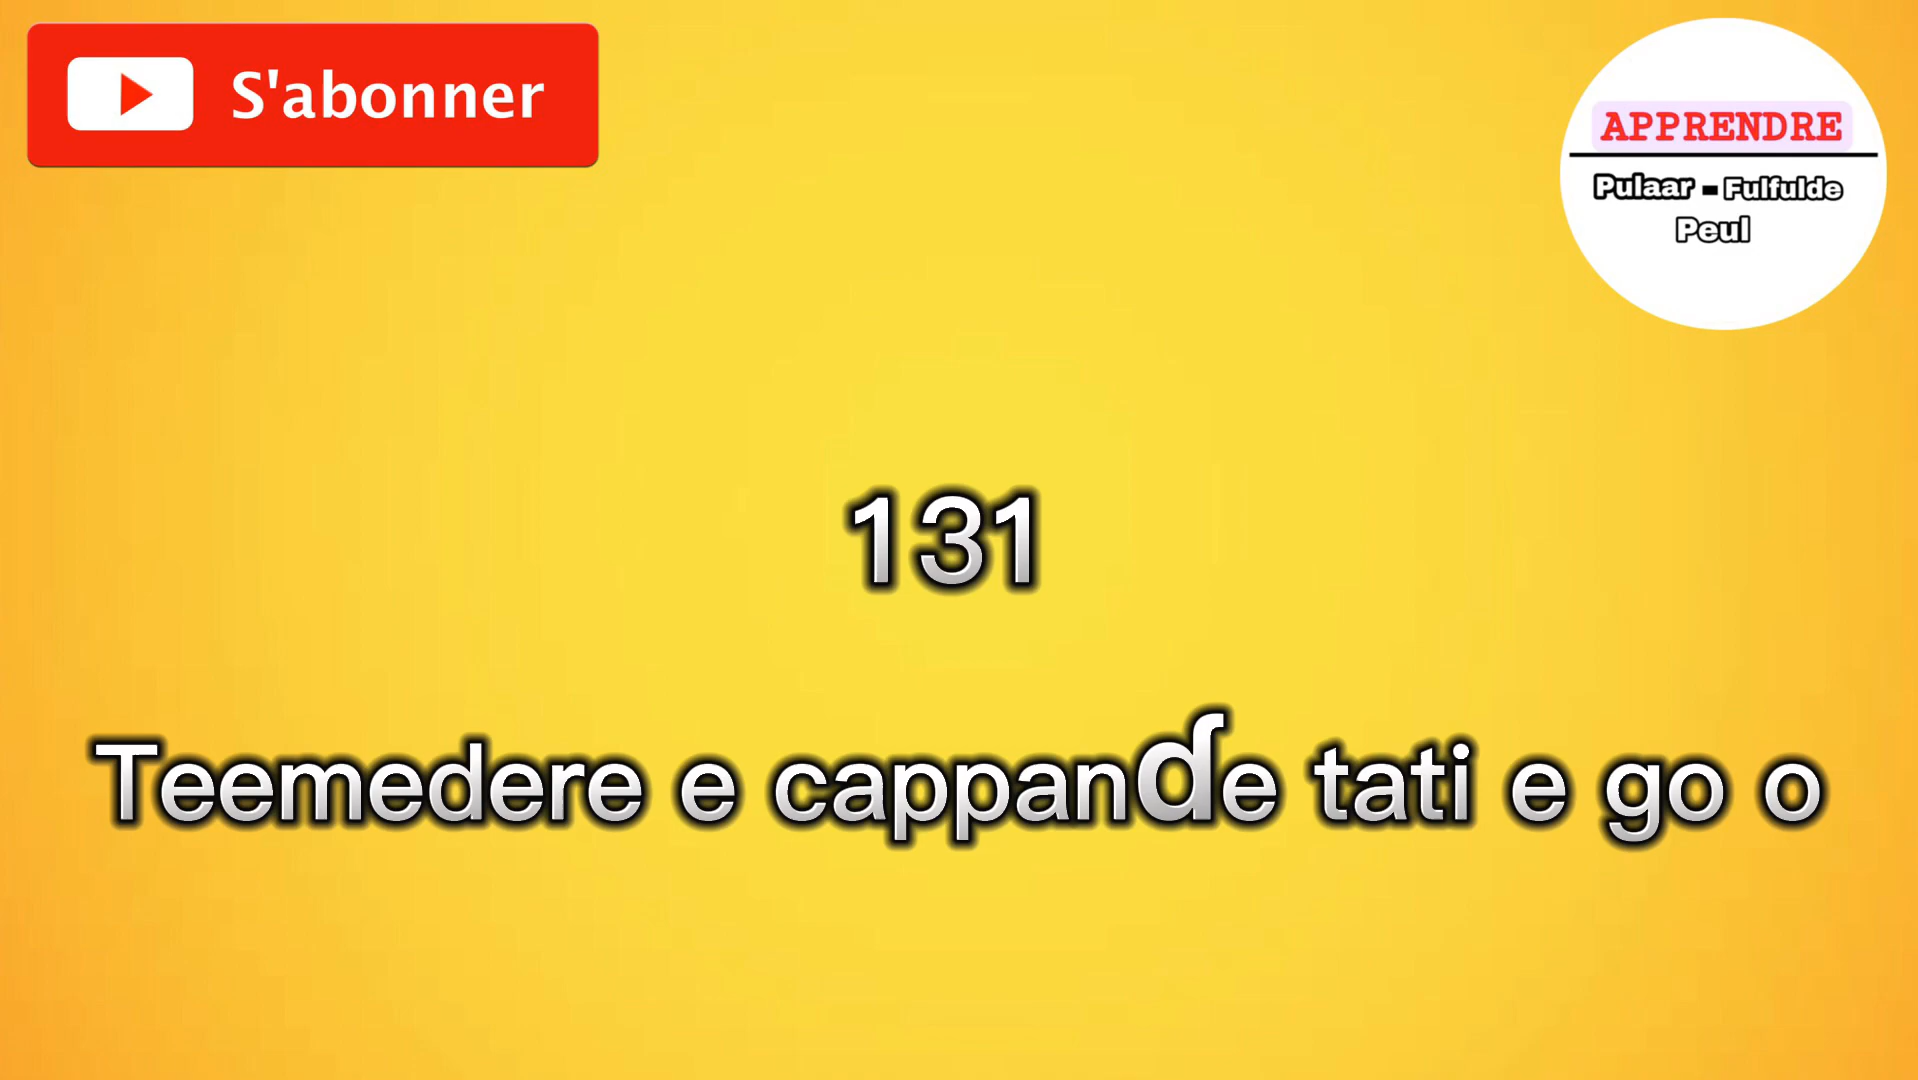 S'abonner
APPRENDRE
Pulaar - Fulfulde
Peul
131
Teemedere e cappanɗe tati e go o